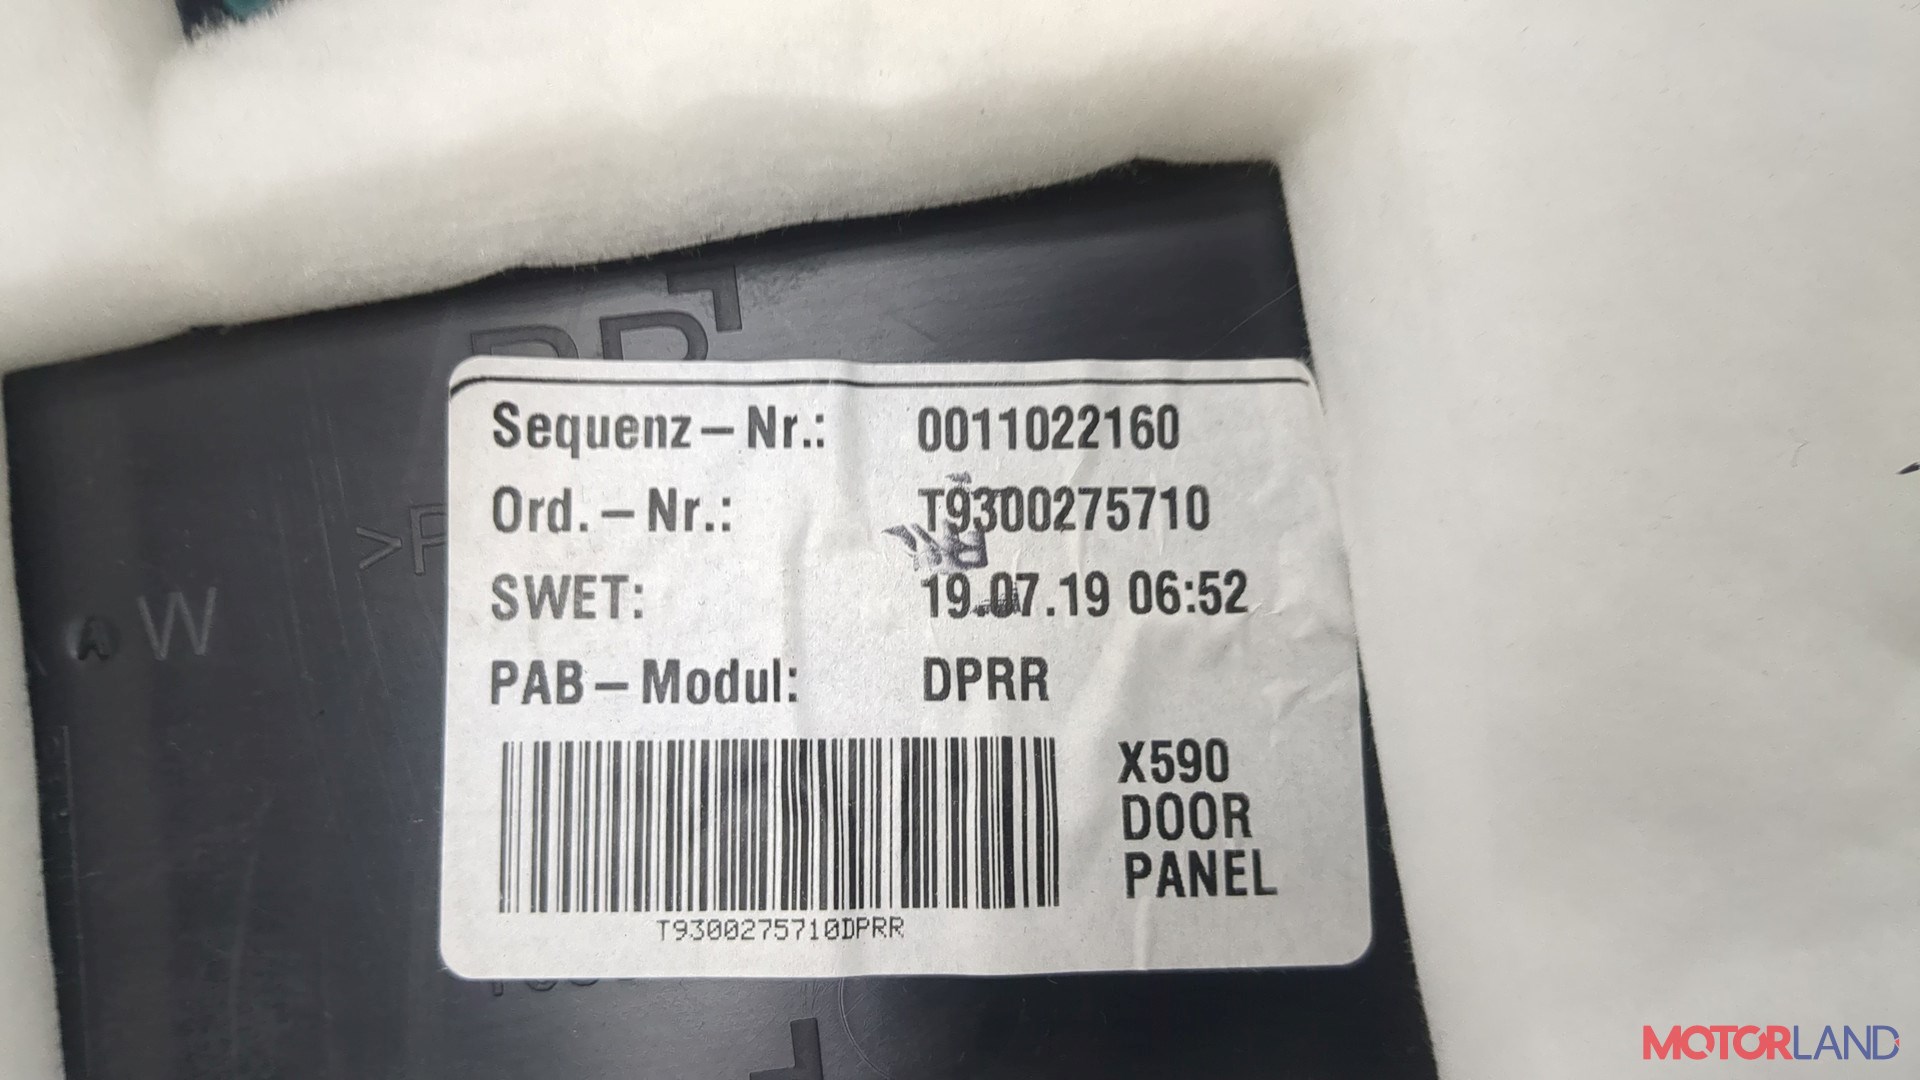 Sequenz-Nr.: 0011022160
Ord.-Nr.: T9300275710
SWET: 19.07.19 06:52
PAB-Modul: DPRR
X590
DOOR
PANEL
T9300275710DPRR
W
MOTORLAND